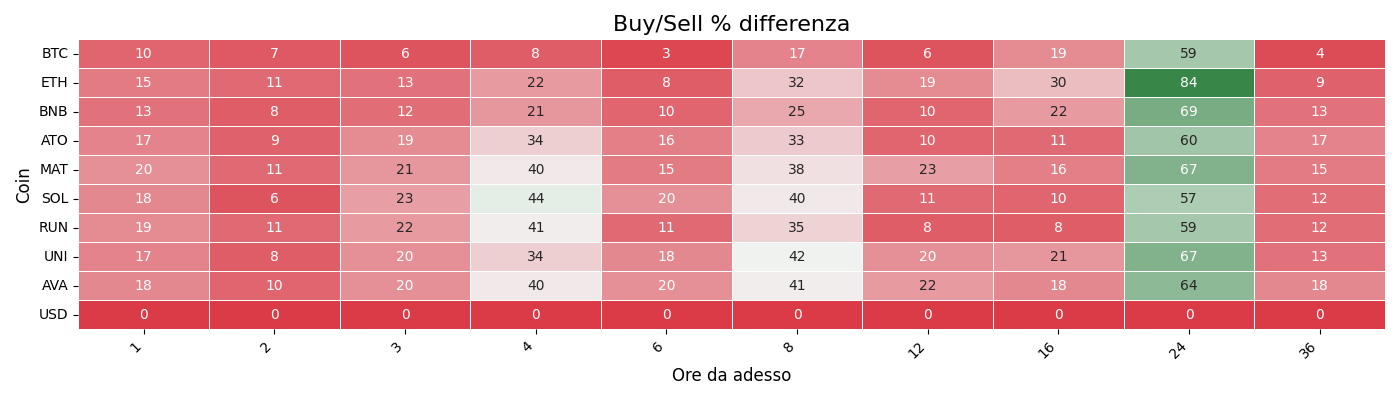 Buy/Sell % differenza
Coin
BTC 10 7 6 8 3 17 6 19 59 4
ETH 15 11 13 22 8 32 19 30 84 9
BNB 13 8 12 21 10 25 10 22 69 13
ATO 17 9 19 34 16 33 10 11 60 17
MAT 20 11 21 40 15 38 23 16 67 15
SOL 18 6 23 44 20 40 11 10 57 12
RUN 19 11 22 41 11 35 8 8 59 12
UNI 17 8 20 34 18 42 20 21 67 13
AVA 18 10 20 40 20 41 22 18 64 18
USD 0 0 0 0 0 0 0 0 0 0
1 2 3 4 6 8 12 16 24 36
Ore da adesso